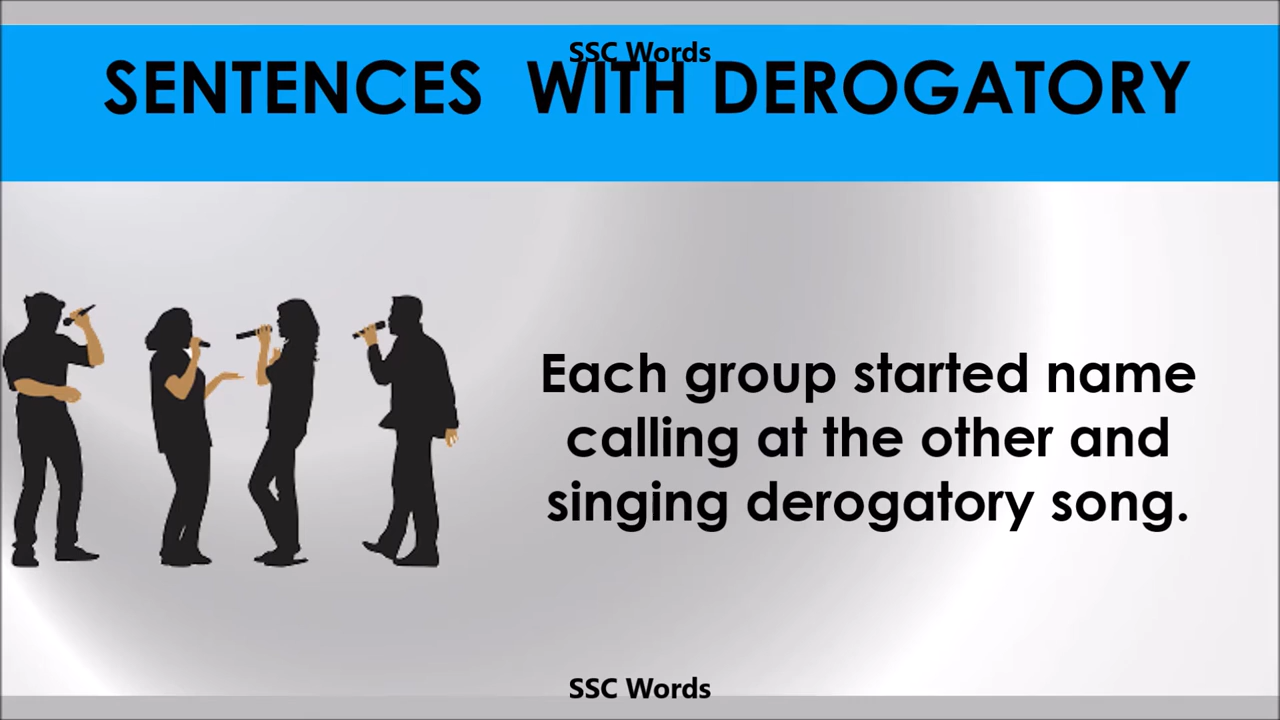 SSC Words
SENTENCES WITH DEROGATORY
Each group started name
calling at the other and
singing derogatory song.
SSC Words